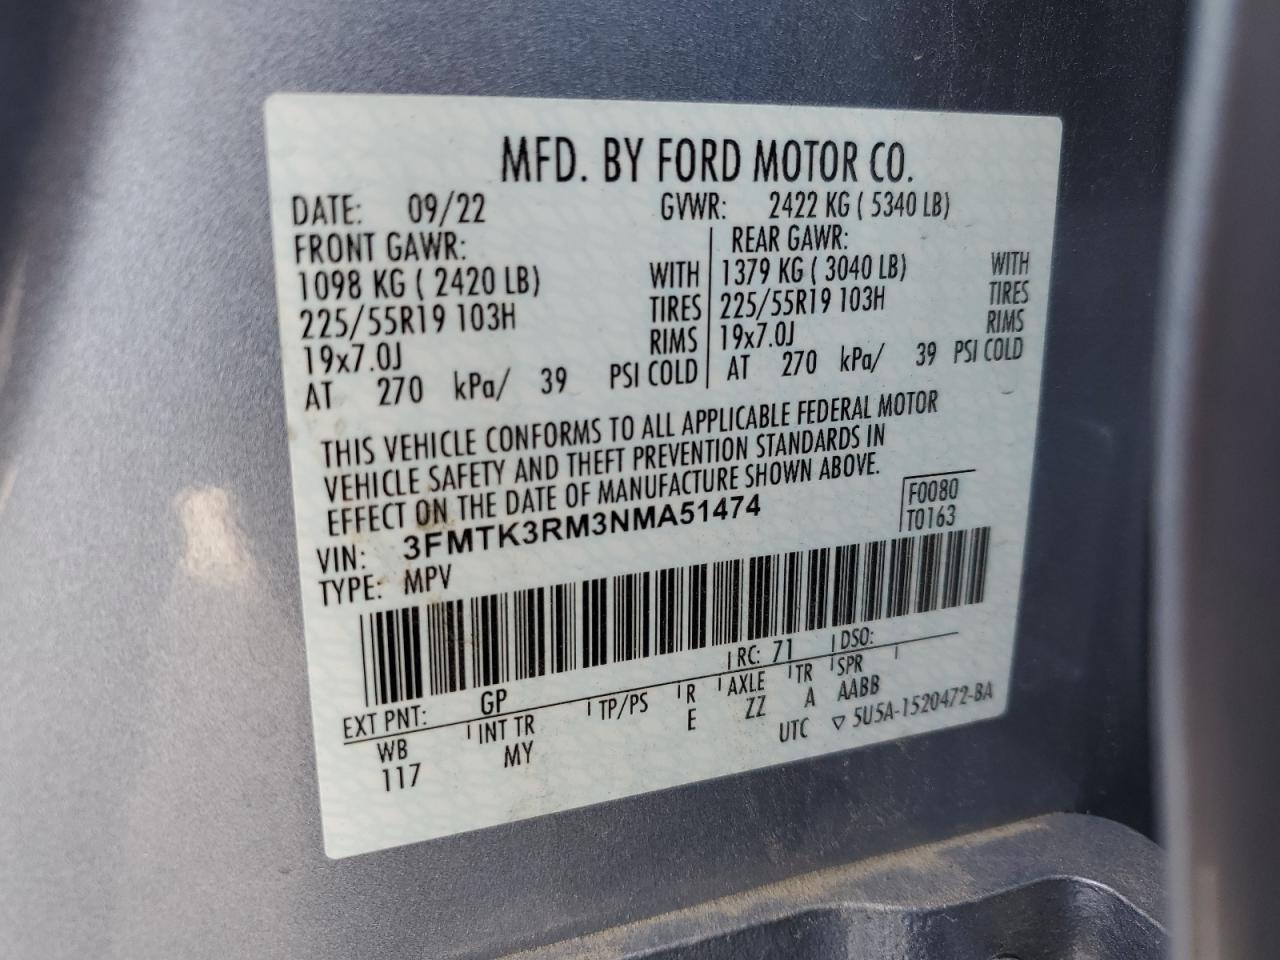 MFD. BY FORD MOTOR CO.
DATE: 09/22 GVWR: 2422 KG ( 5340 LB)
FRONT GAWR: REAR GAWR:
1098 KG ( 2420 LB) WITH 1379 KG ( 3040 LB) WITH
225/55R19 103H TIRES 225/55R19 103H TIRES
19x7.0J RIMS 19x7.0J RIMS
AT 270 kPa/ 39 PSI COLD AT 270 kPa/ 39 PSI COLD
THIS VEHICLE CONFORMS TO ALL APPLICABLE FEDERAL MOTOR
VEHICLE SAFETY AND THEFT PREVENTION STANDARDS IN
EFFECT ON THE DATE OF MANUFACTURE SHOWN ABOVE.
VIN: 3FMTK3RM3NMA51474 F0080
TYPE: MPV T0163
EXT PNT: GP RC: 71 DSO:
WB INT TR TP/PS R AXLE TR SPR
117 MY E ZZ A AABB
UTC ▽ 5U5A-1520472-BA